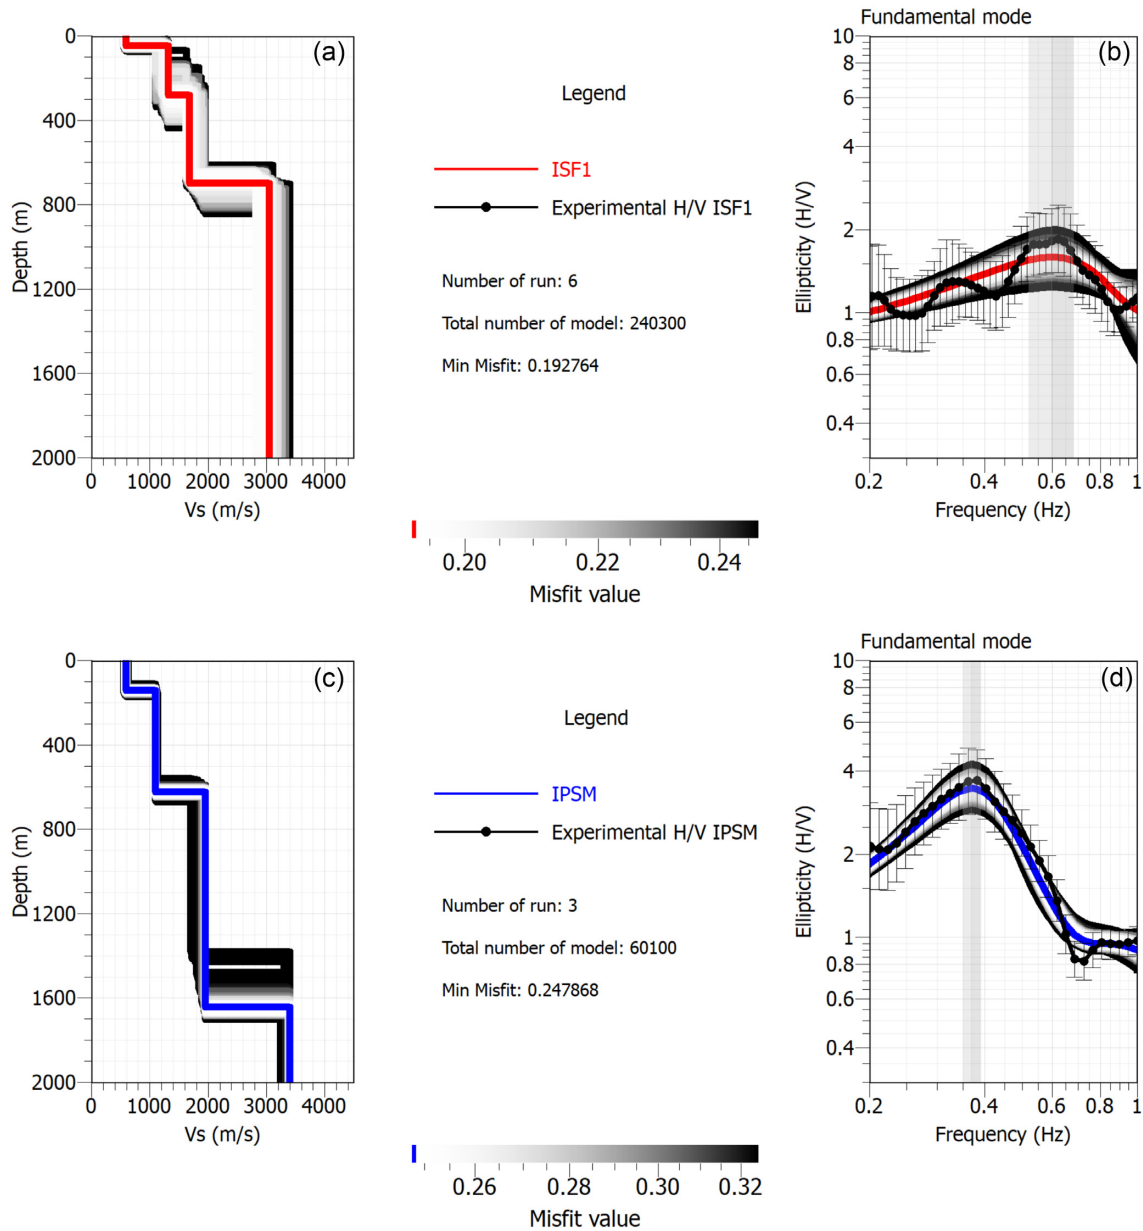 (a)
Depth (m)
0
400
800
1200
1600
2000
0 1000 2000 3000 4000
Vs (m/s)
Legend
ISF1
Experimental H/V ISF1
Number of run: 6
Total number of model: 240300
Min Misfit: 0.192764
Fundamental mode
(b)
Ellipticity (H/V)
10
8
6
4
2
1
0.8
0.6
0.4
0.2 0.4 0.6 0.8 1
Frequency (Hz)
0.20 0.22 0.24
Misfit value
(c)
Depth (m)
0
400
800
1200
1600
2000
0 1000 2000 3000 4000
Vs (m/s)
Legend
IPSM
Experimental H/V IPSM
Number of run: 3
Total number of model: 60100
Min Misfit: 0.247868
Fundamental mode
(d)
Ellipticity (H/V)
10
8
6
4
2
1
0.8
0.6
0.4
0.2 0.4 0.6 0.8 1
Frequency (Hz)
0.26 0.28 0.30 0.32
Misfit value